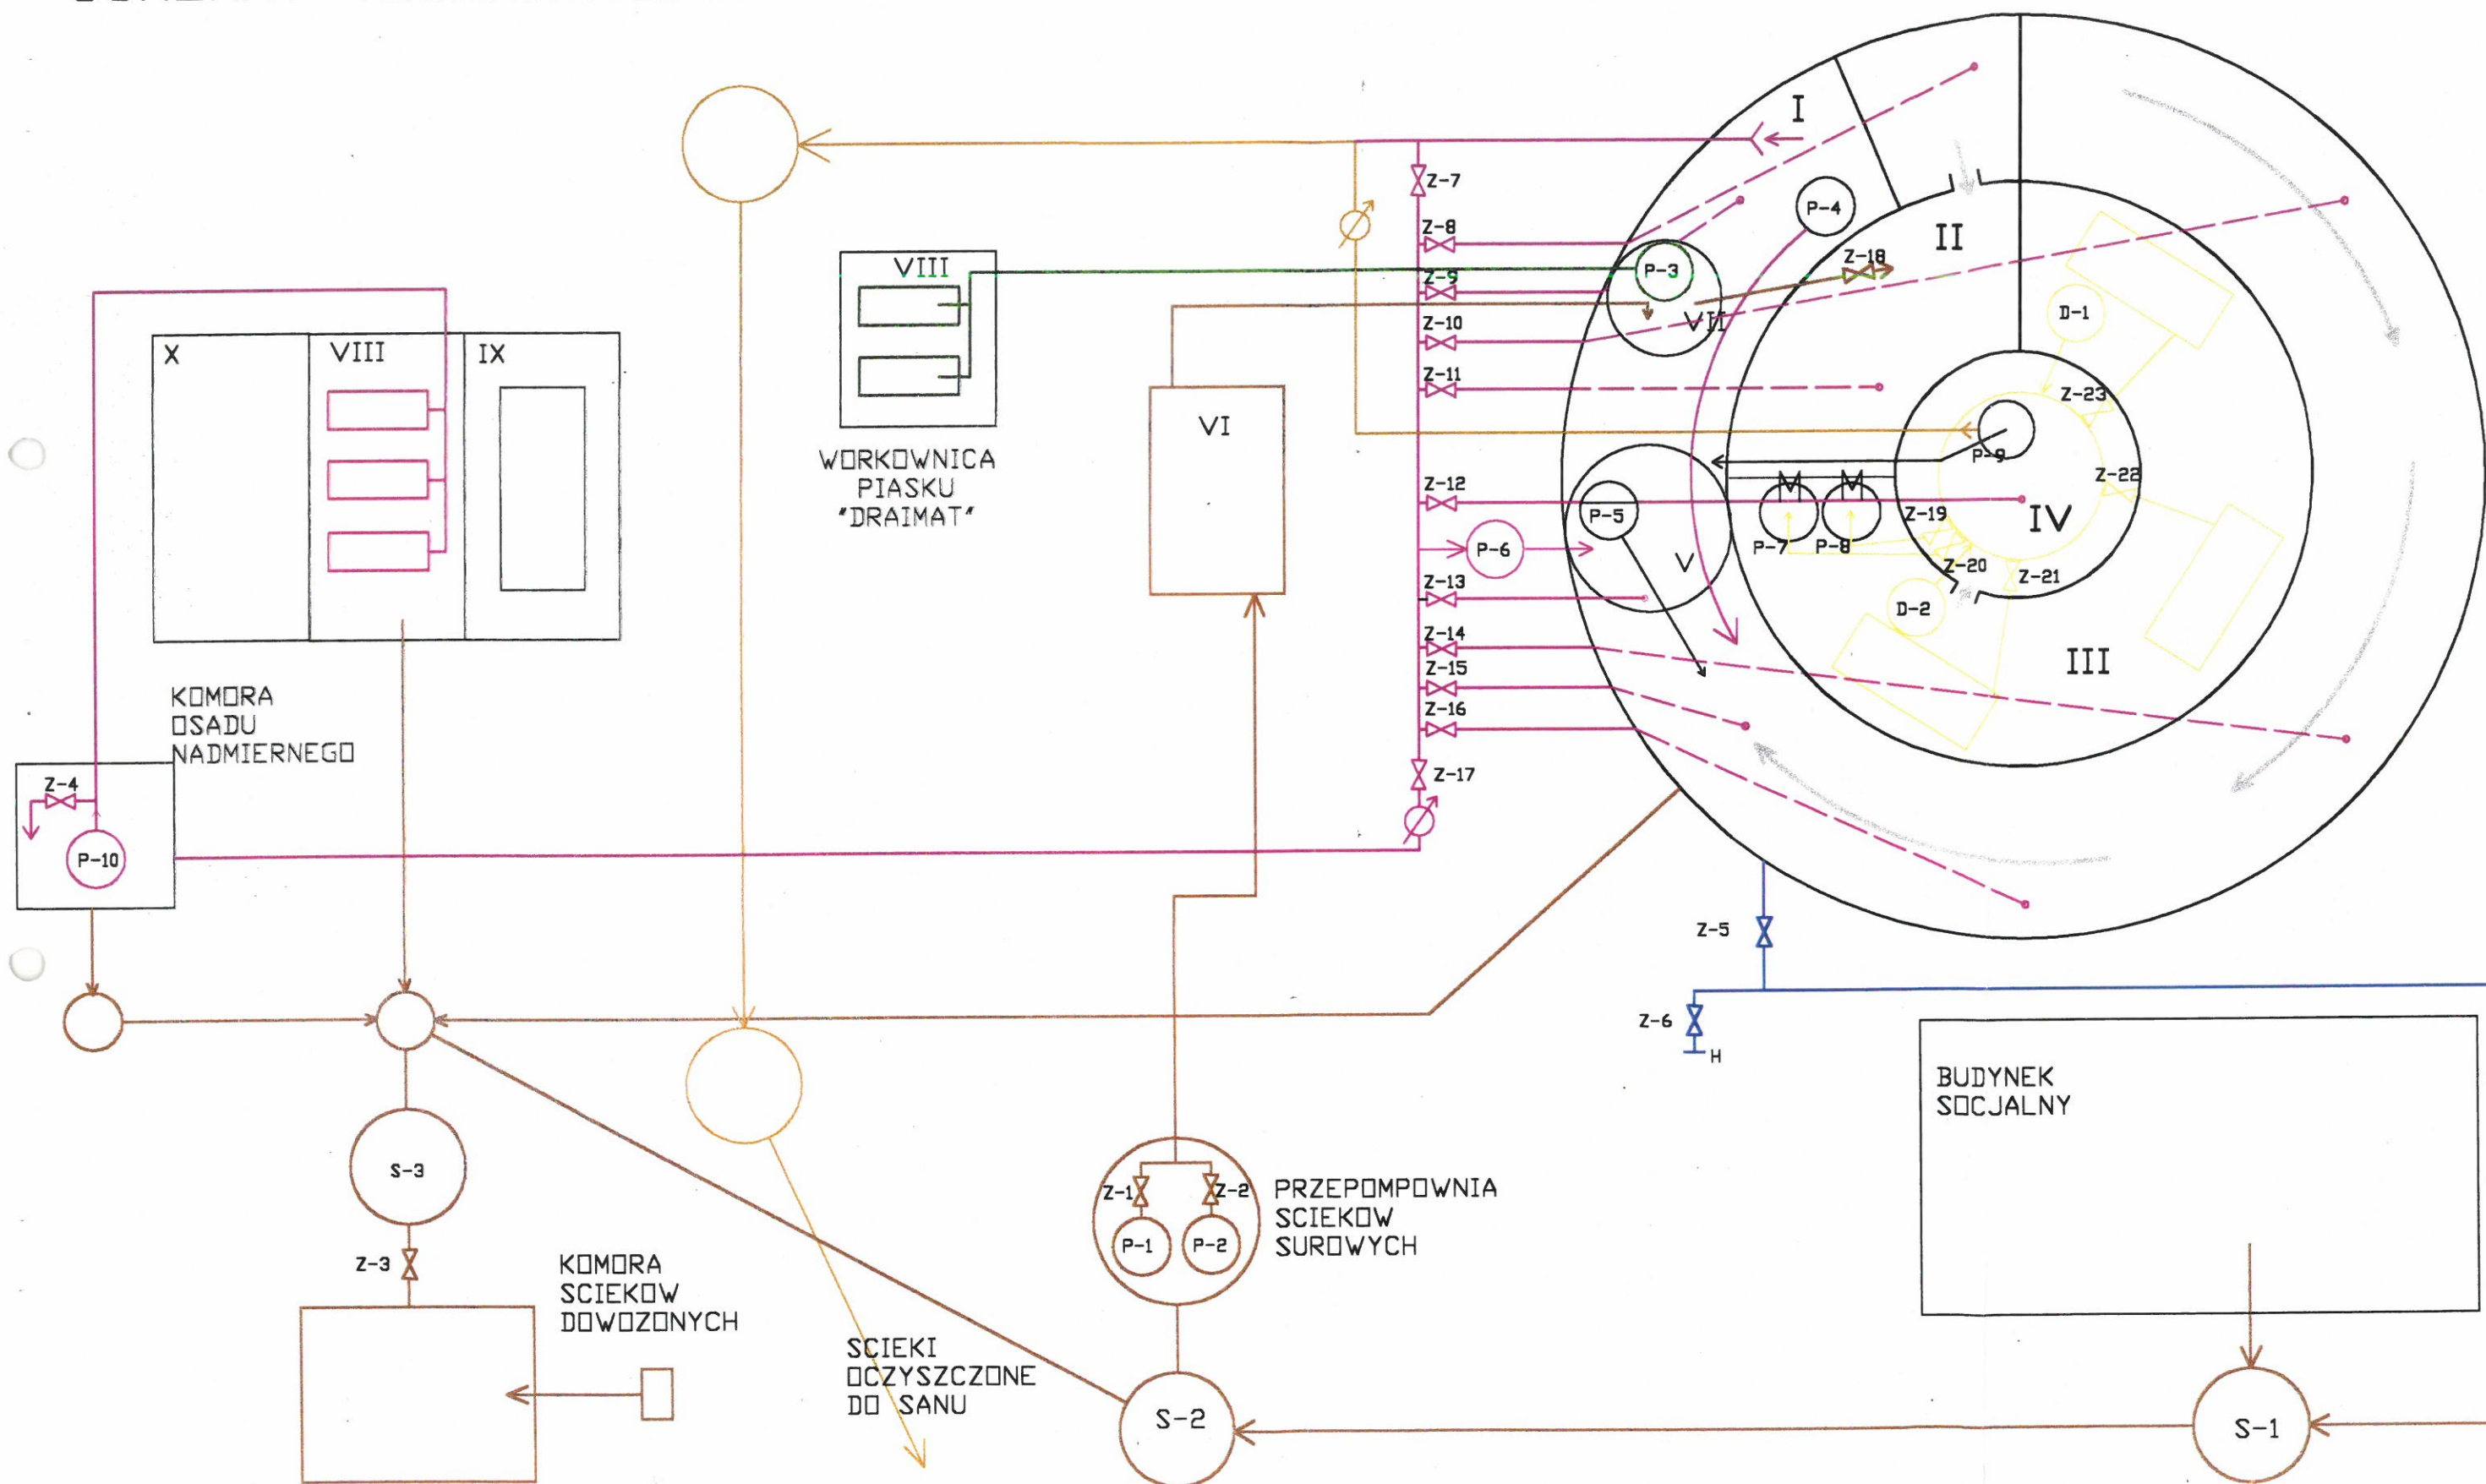 I
Z-7
P-4
Z-8
II
VIII
Z-18
P-3
Z-9
D-1
Z-10
VII
X
VIII
IX
Z-11
Z-23
VI
WORKOWNICA
PIASKU
"DRAIMAT"
P-9
Z-22
Z-12
P-5
Z-19
IV
P-6
P-7
P-8
V
Z-20
Z-21
Z-13
D-2
Z-14
III
Z-15
Z-16
KOMORA
OSADU
NADMIERNEGO
Z-17
Z-4
P-10
Z-5
Z-6
H
BUDYNEK
SOCJALNY
S-3
Z-1
Z-2
PRZEPOMPOWNIA
SCIEKOW
SUROWYCH
P-1
P-2
Z-3
KOMORA
SCIEKOW
DOWOZONYCH
SCIEKI
OCZYSZCZONE
DO SANU
S-2
S-1